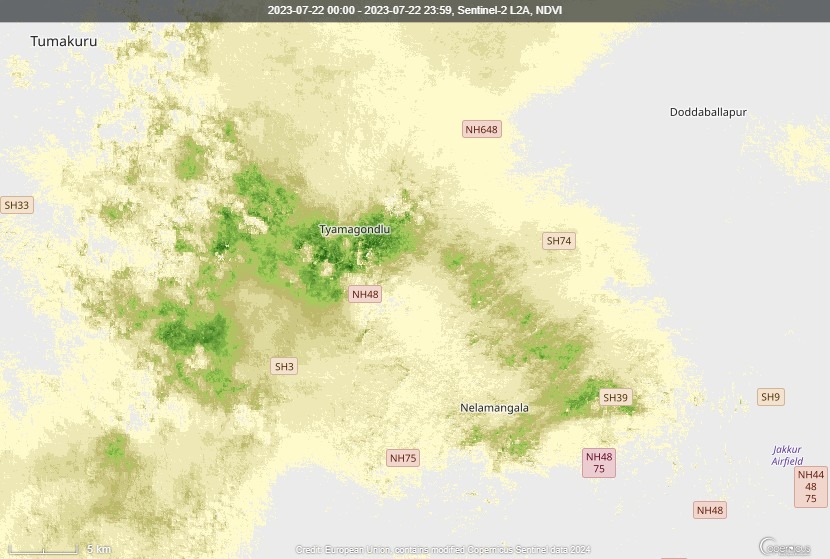 2023-07-22 00:00 - 2023-07-22 23:59, Sentinel-2 L2A, NDVI
Tumakuru
Doddaballapur
NH648
SH33
Tyamagondlu
SH74
NH48
SH3
SH39
SH9
Nelamangala
NH75
NH48
75
Jakkur
Airfield
NH44
48
75
NH48
5 km
Credit: European Union, contains modified Copernicus Sentinel data 2024
opernicus